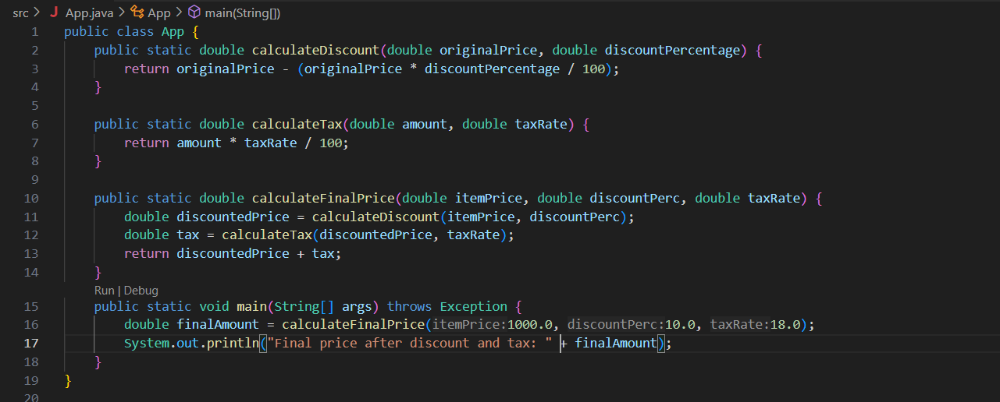 src > J App.java > App > main(String[])
1 public class App {
2     public static double calculateDiscount(double originalPrice, double discountPercentage) {
3         return originalPrice - (originalPrice * discountPercentage / 100);
4     }
5
6     public static double calculateTax(double amount, double taxRate) {
7         return amount * taxRate / 100;
8     }
9
10     public static double calculateFinalPrice(double itemPrice, double discountPerc, double taxRate) {
11         double discountedPrice = calculateDiscount(itemPrice, discountPerc);
12         double tax = calculateTax(discountedPrice, taxRate);
13         return discountedPrice + tax;
14     }
Run | Debug
15     public static void main(String[] args) throws Exception {
16         double finalAmount = calculateFinalPrice(itemPrice:1000.0, discountPerc:10.0, taxRate:18.0);
17         System.out.println("Final price after discount and tax: " + finalAmount);
18     }
19 }
20